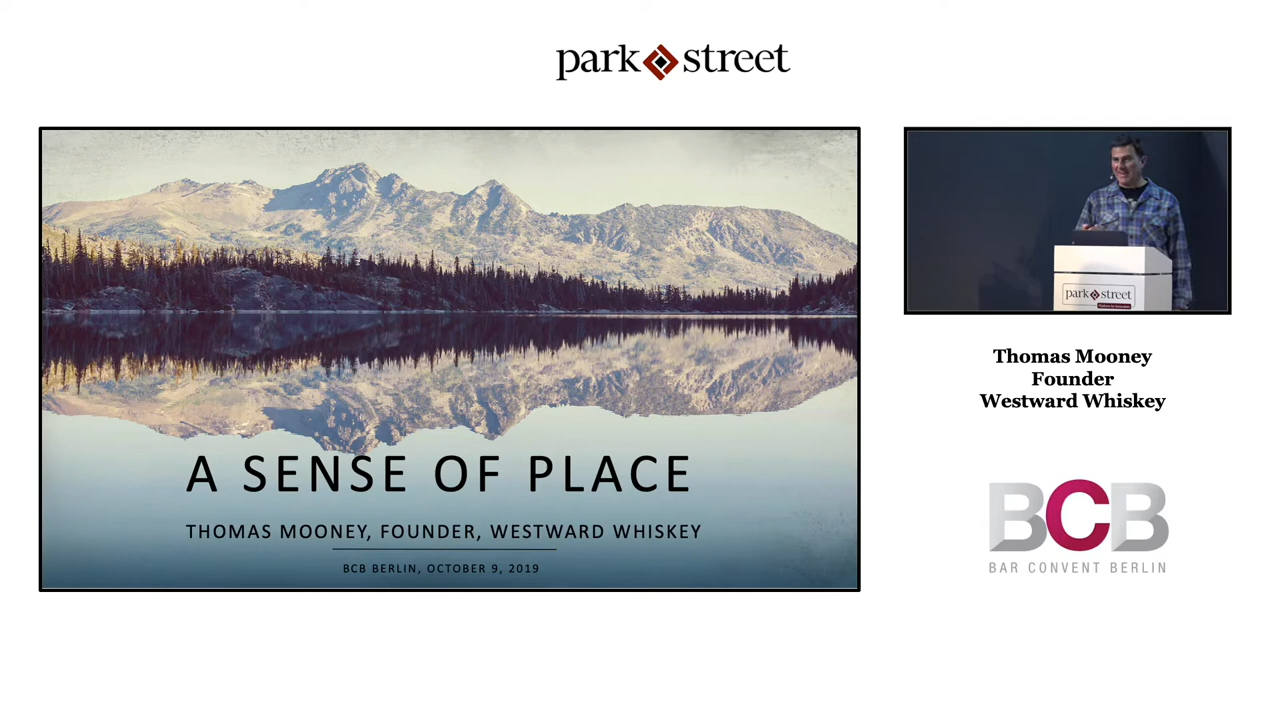 park street
A SENSE OF PLACE
THOMAS MOONEY, FOUNDER, WESTWARD WHISKEY
BCB BERLIN, OCTOBER 9, 2019
park street
Thomas Mooney
Founder
Westward Whiskey
BCB
BAR CONVENT BERLIN